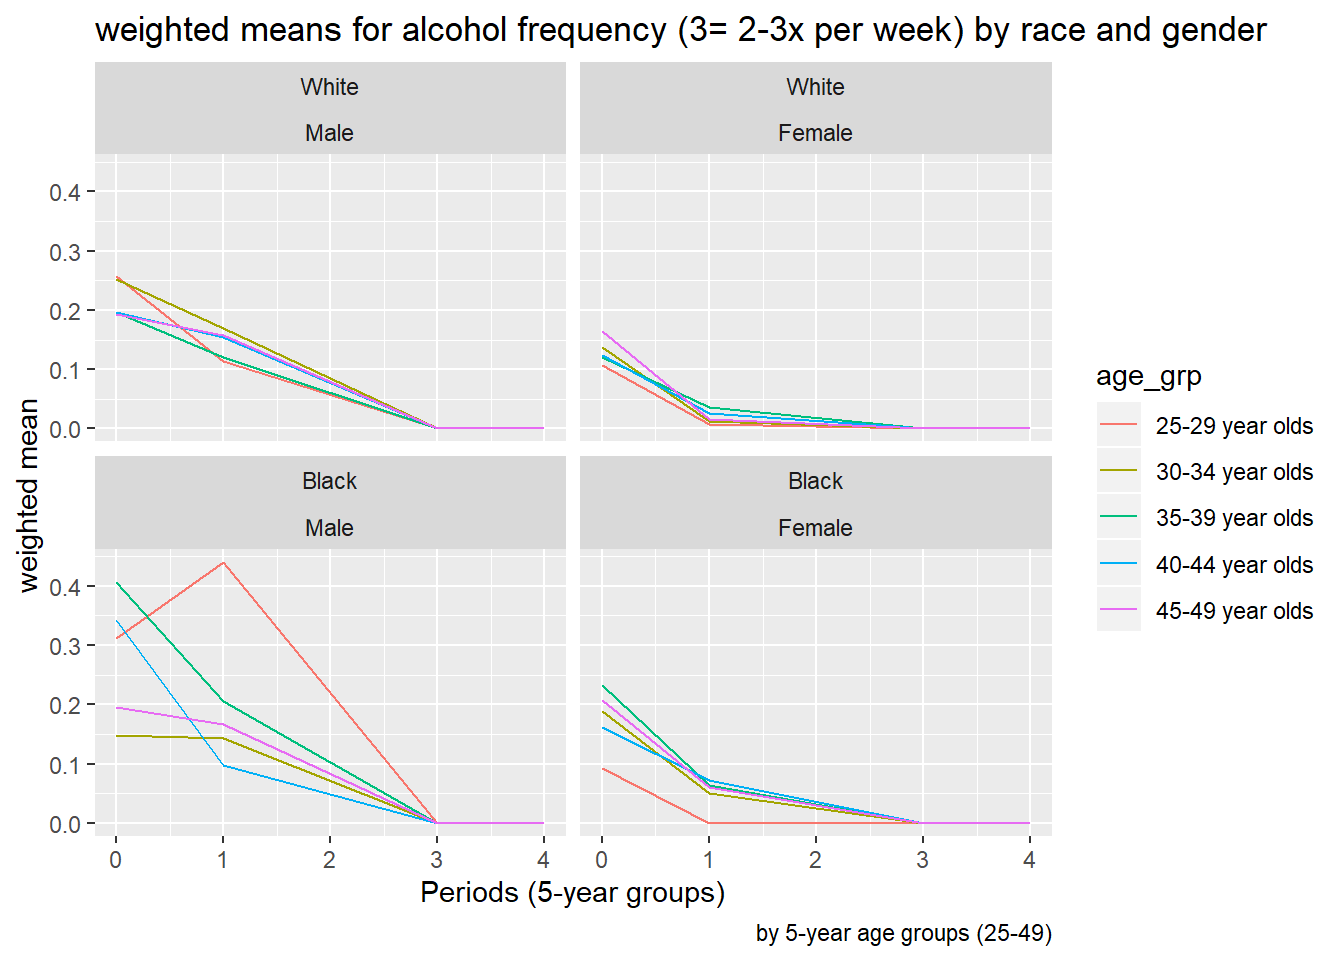 weighted means for alcohol frequency (3= 2-3x per week) by race and gender
White
Male
White
Female
0.4
0.3
0.2
0.1
0.0
weighted mean
Black
Male
Black
Female
0.4
0.3
0.2
0.1
0.0
0 1 2 3 4
0 1 2 3 4
Periods (5-year groups)
by 5-year age groups (25-49)
age_grp
25-29 year olds
30-34 year olds
35-39 year olds
40-44 year olds
45-49 year olds